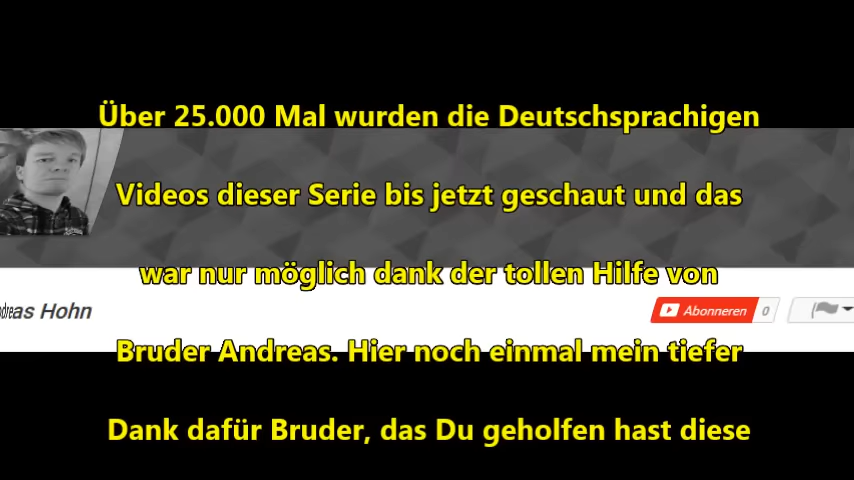 Über 25.000 Mal wurden die Deutschsprachigen
Videos dieser Serie bis jetzt geschaut und das
war nur möglich dank der tollen Hilfe von
ndreas Hohn
Abonneren 0
Bruder Andreas. Hier noch einmal mein tiefer
Dank dafür Bruder, das Du geholfen hast diese